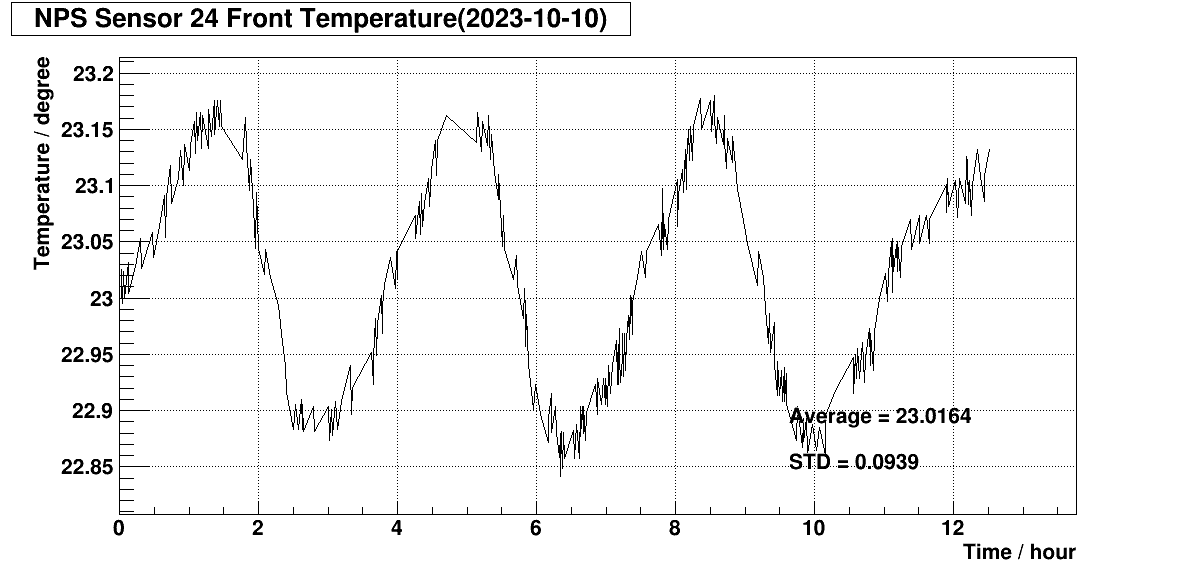 NPS Sensor 24 Front Temperature(2023-10-10)
Temperature / degree
23.2
23.15
23.1
23.05
23
22.95
22.9
22.85
Average = 23.0164
STD = 0.0939
0 2 4 6 8 10 12
Time / hour